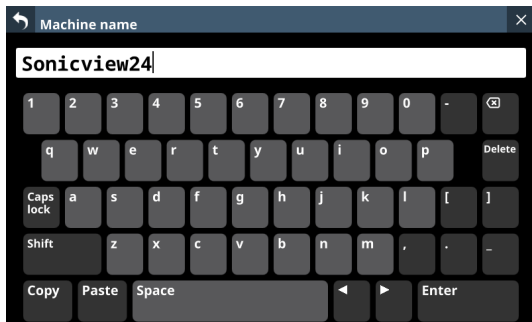 Machine name
Sonicview24
1 2 3 4 5 6 7 8 9 0 -
q w e r t y u i o p Delete
Caps lock a s d f g h j k l [ ]
Shift z x c v b n m , . _
Copy Paste Space ◀ ▶ Enter